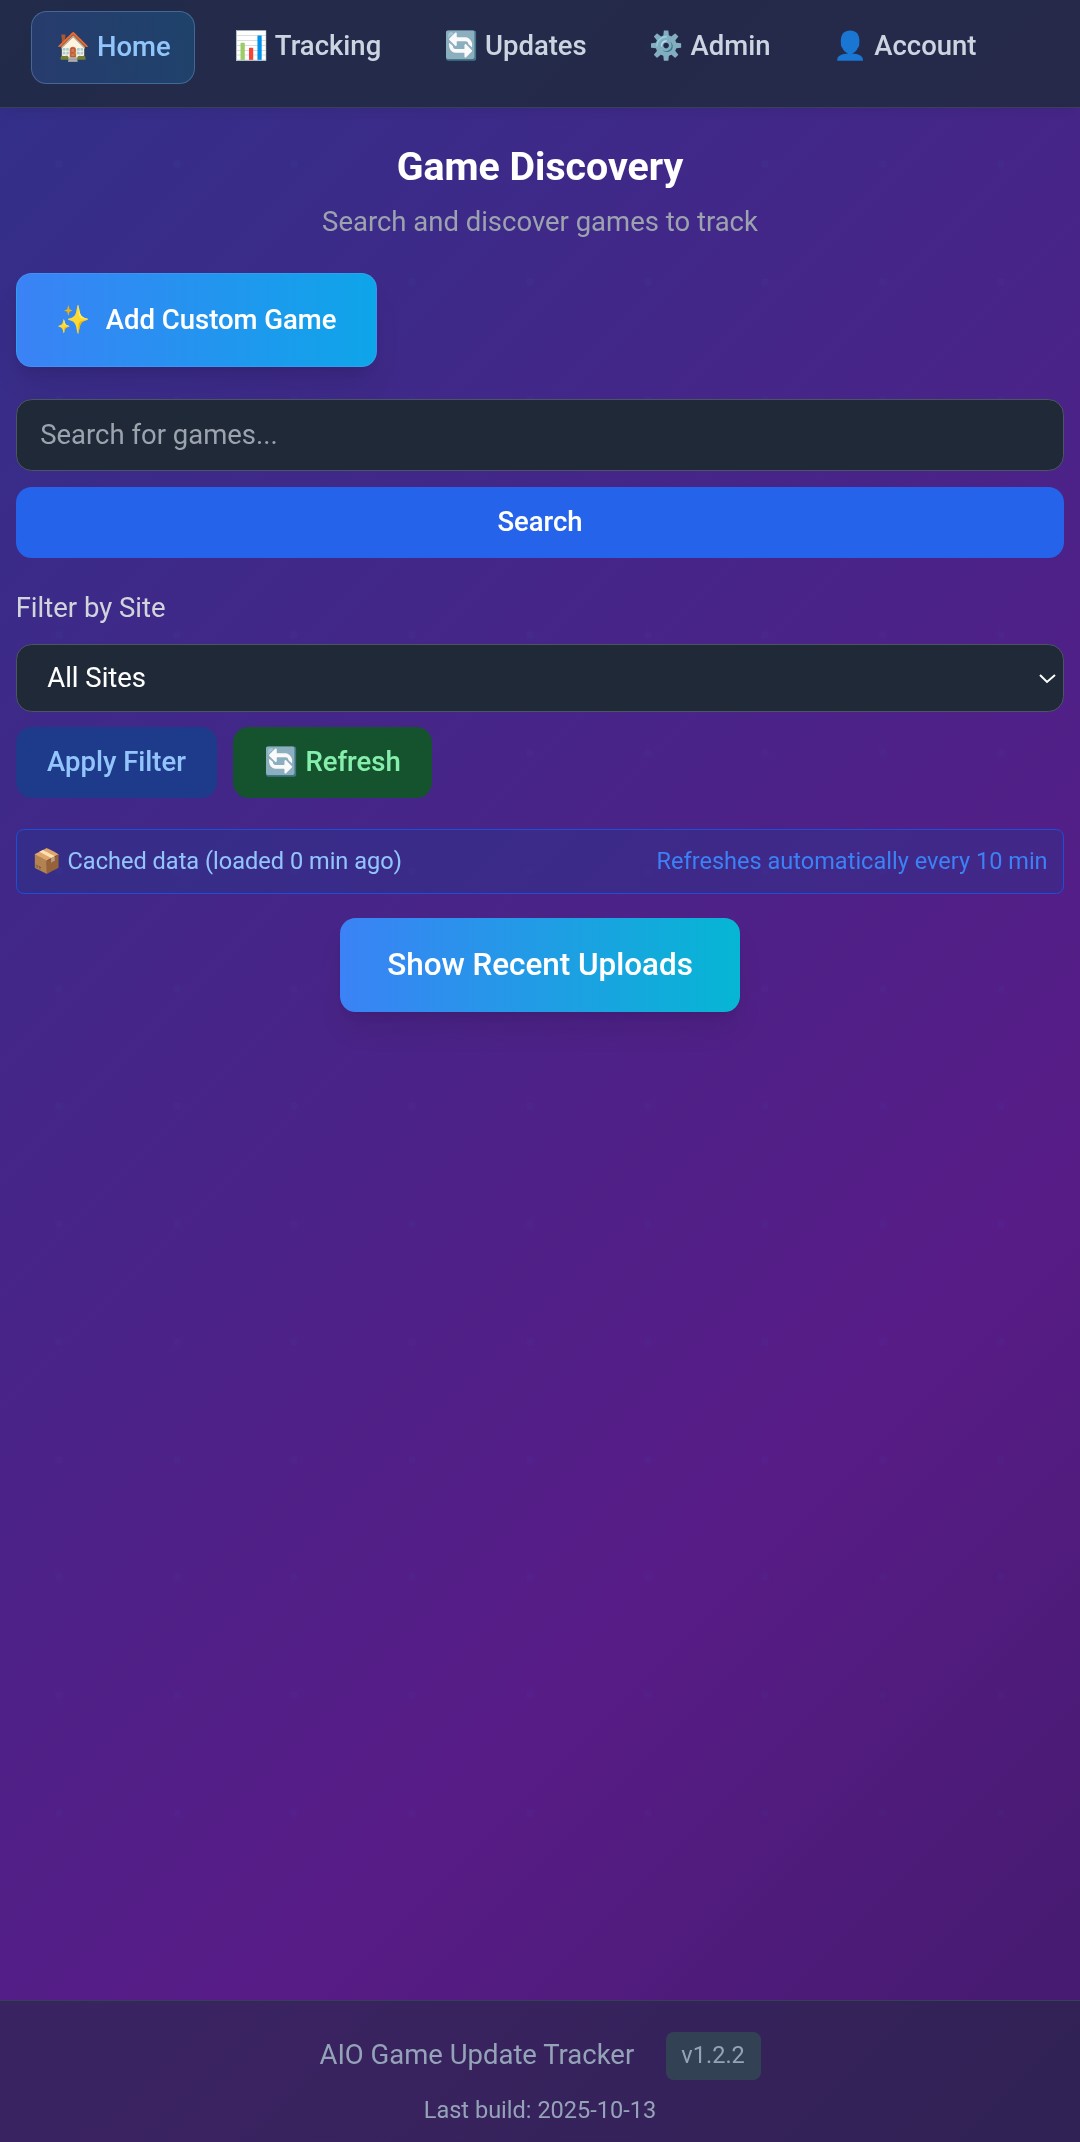 🏠 Home 📊 Tracking 🔄 Updates ⚙️ Admin 👤 Account
Game Discovery
Search and discover games to track
✨ Add Custom Game
Search for games...
Search
Filter by Site
All Sites
Apply Filter 🔄 Refresh
📦 Cached data (loaded 0 min ago) Refreshes automatically every 10 min
Show Recent Uploads
AIO Game Update Tracker v1.2.2
Last build: 2025-10-13